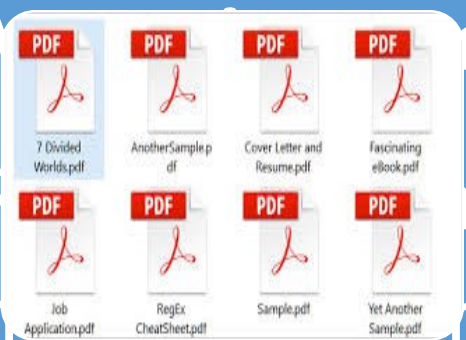 PDF PDF PDF PDF
7 Divided
Worlds.pdf
AnotherSample.p
df
Cover Letter and
Resume.pdf
Fascinating
eBook.pdf
PDF PDF PDF PDF
Job
Application.pdf
RegEx
CheatSheet.pdf
Sample.pdf
Yet Another
Sample.pdf